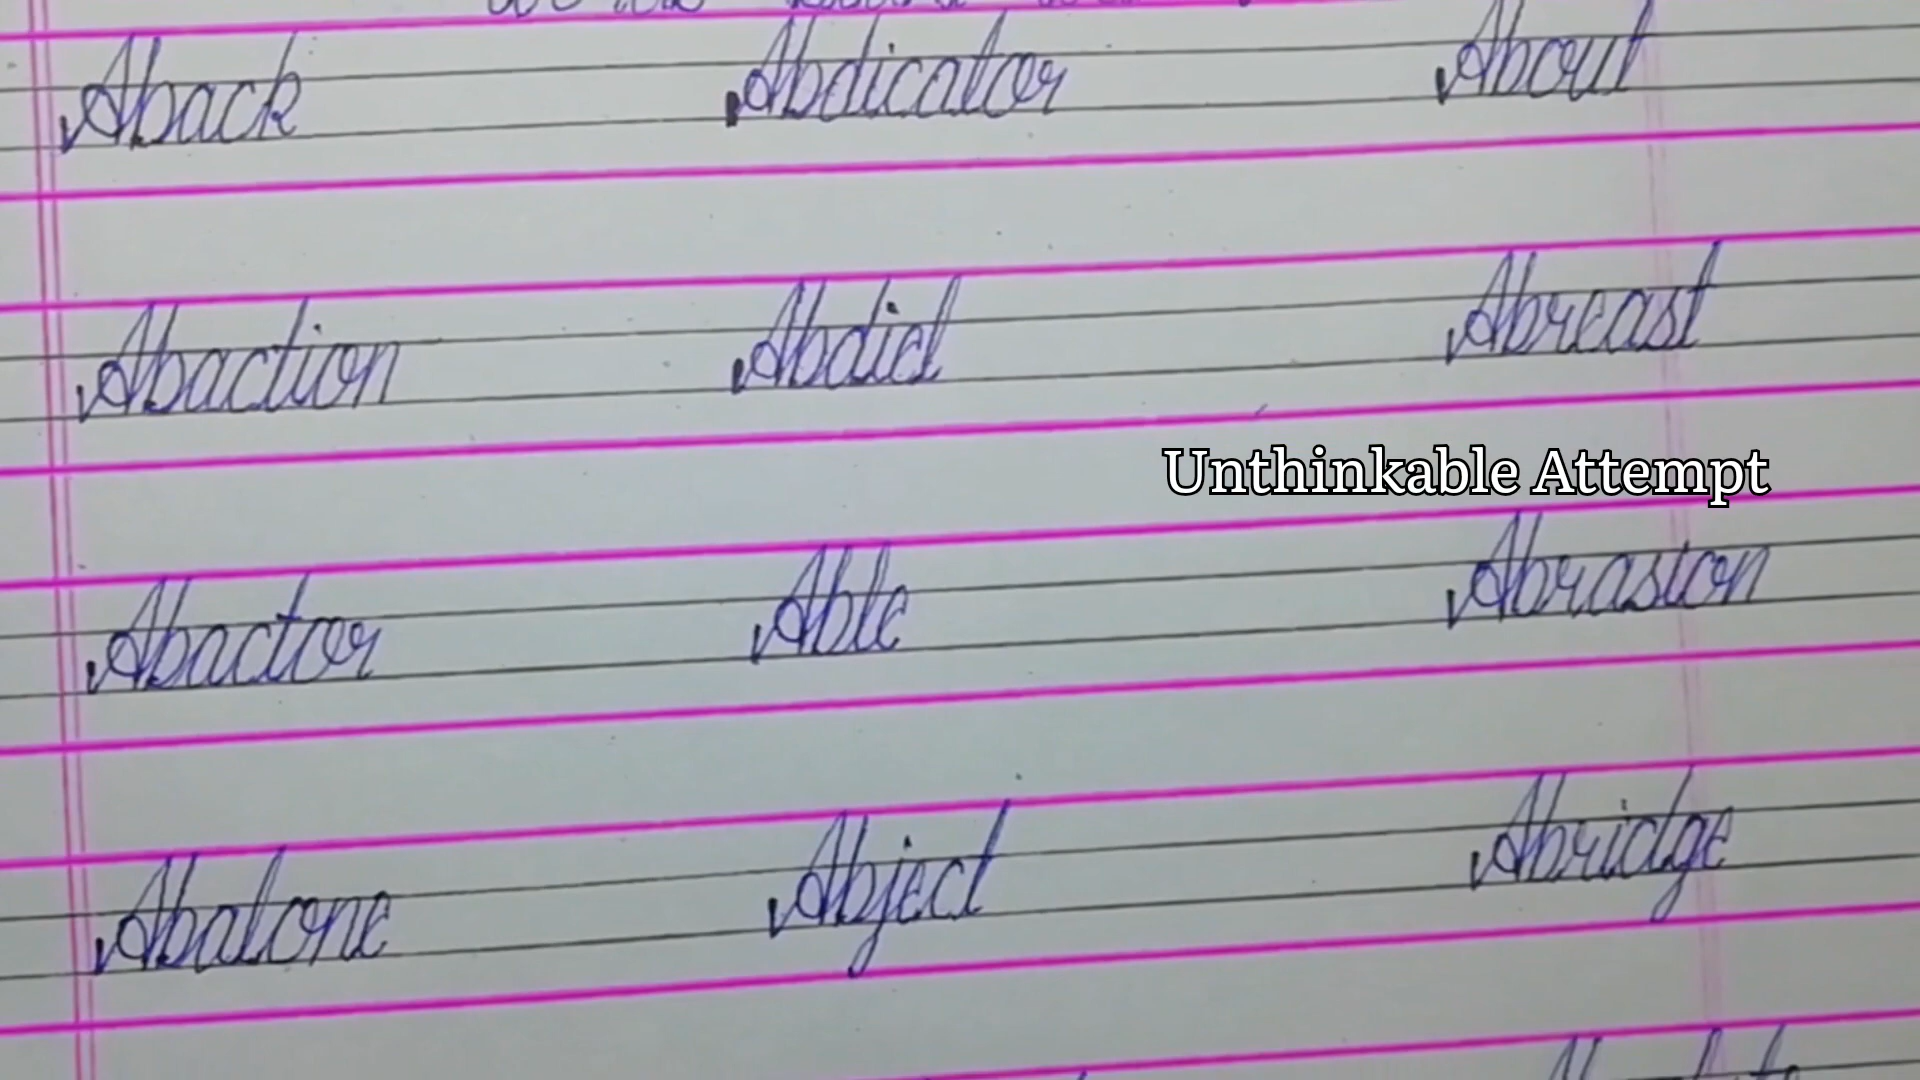 Aback Abdicator About
Abaction Abdiel Abreast
Unthinkable Attempt
Abactor Able Abrasion
Abalone Abject Abridge